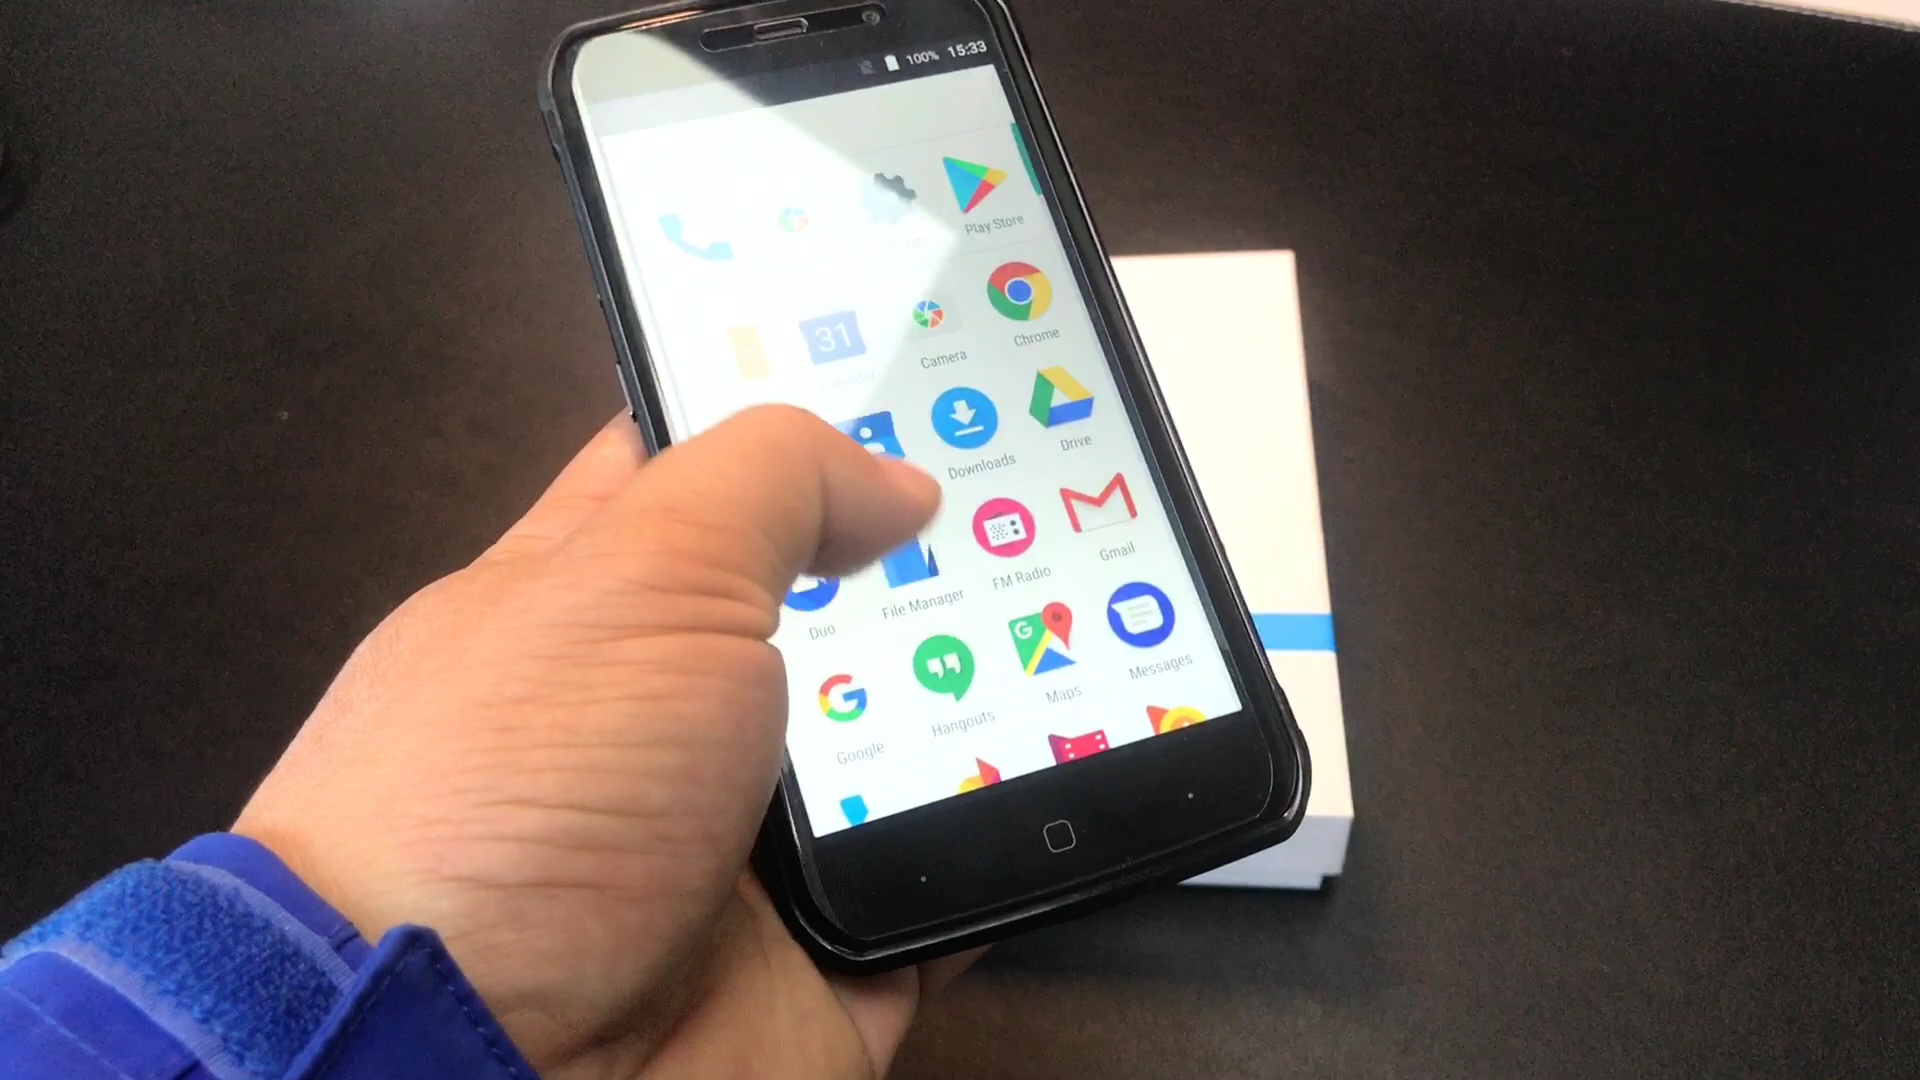 100% 15:33
Play Store
31
Camera
Chrome
Downloads
Drive
Duo
File Manager
FM Radio
Gmail
Google
Hangouts
G
Maps
Messages